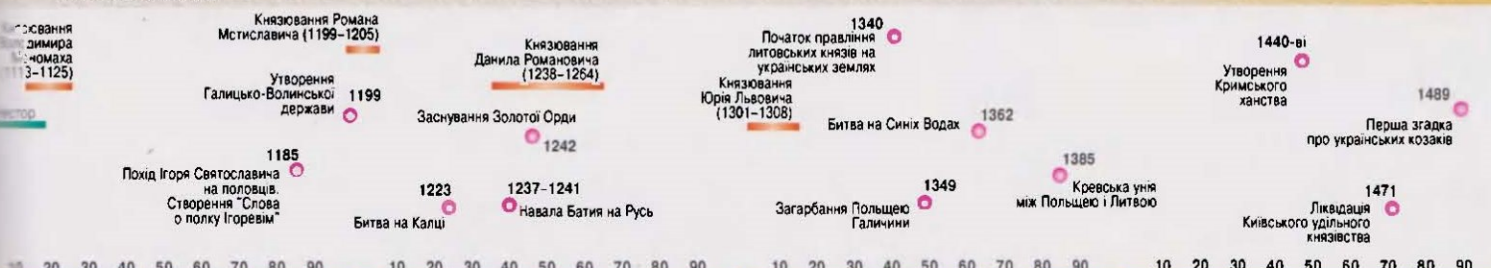 димира
1125)
Князювання Романа
Мстиславича (1199–1205)
Утворення
Галицько-Волинської
держави
1199
1185
Похід Ігоря Святославича
на половців.
Створення "Слова
о полку Ігоревім"
Князювання
Данила Романовича
(1238–1264)
Заснування Золотої Орди
1242
1223
Битва на Калці
1237–1241
Навала Батия на Русь
1340
Початок правління
литовських князів на
українських землях
Князювання
Юрія Львовича
(1301–1308)
Битва на Синіх Водах
1362
1385
Кревська унія
між Польщею і Литвою
1349
Загарбання Польщею
Галичини
1440-ві
Утворення
Кримського
ханства
1489
Перша згадка
про українських козаків
1471
Ліквідація
Київського удільного
князівства
10 20 30 40 50 60 70 80 90 10 20 30 40 50 60 70 80 90 10 20 30 40 50 60 70 80 90 10 20 30 40 50 60 70 80 90